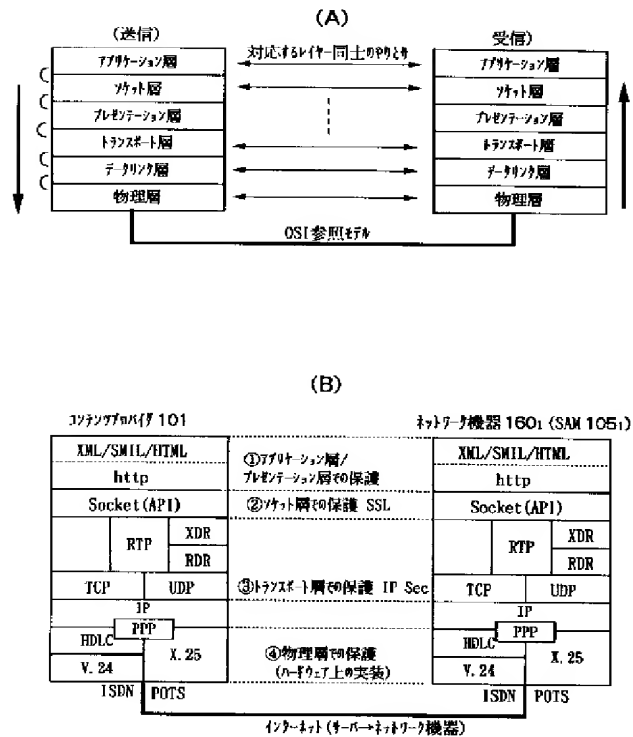 (A)
(送信)
受信)
対応するレイヤー同士のやりとり
アプリケーション層
アプリケーション層
ソケット層
ソケット層
プレゼンテーション層
プレゼンテーション層
トランスポート層
トランスポート層
データリンク層
データリンク層
物理層
物理層
OSI参照モデル
(B)
コンテンツプロバイダ 101
ネットワーク機器 160₁ (SAM 105₁)
XML/SMIL/HTML
http
Socket(API)
RTP
XDR
RDR
TCP
UDP
IP
PPP
HDLC
V.24
X.25
ISDN
POTS
①アプリケーション層/
プレゼンテーション層での保護
②ソケット層での保護 SSL
③トランスポート層での保護 IP Sec
④物理層での保護
(ハードウェア上の実装)
XML/SMIL/HTML
http
Socket(API)
RTP
XDR
RDR
TCP
UDP
IP
PPP
HDLC
V.24
X.25
ISDN
POTS
インターネット(サーバー→ネットワーク機器)